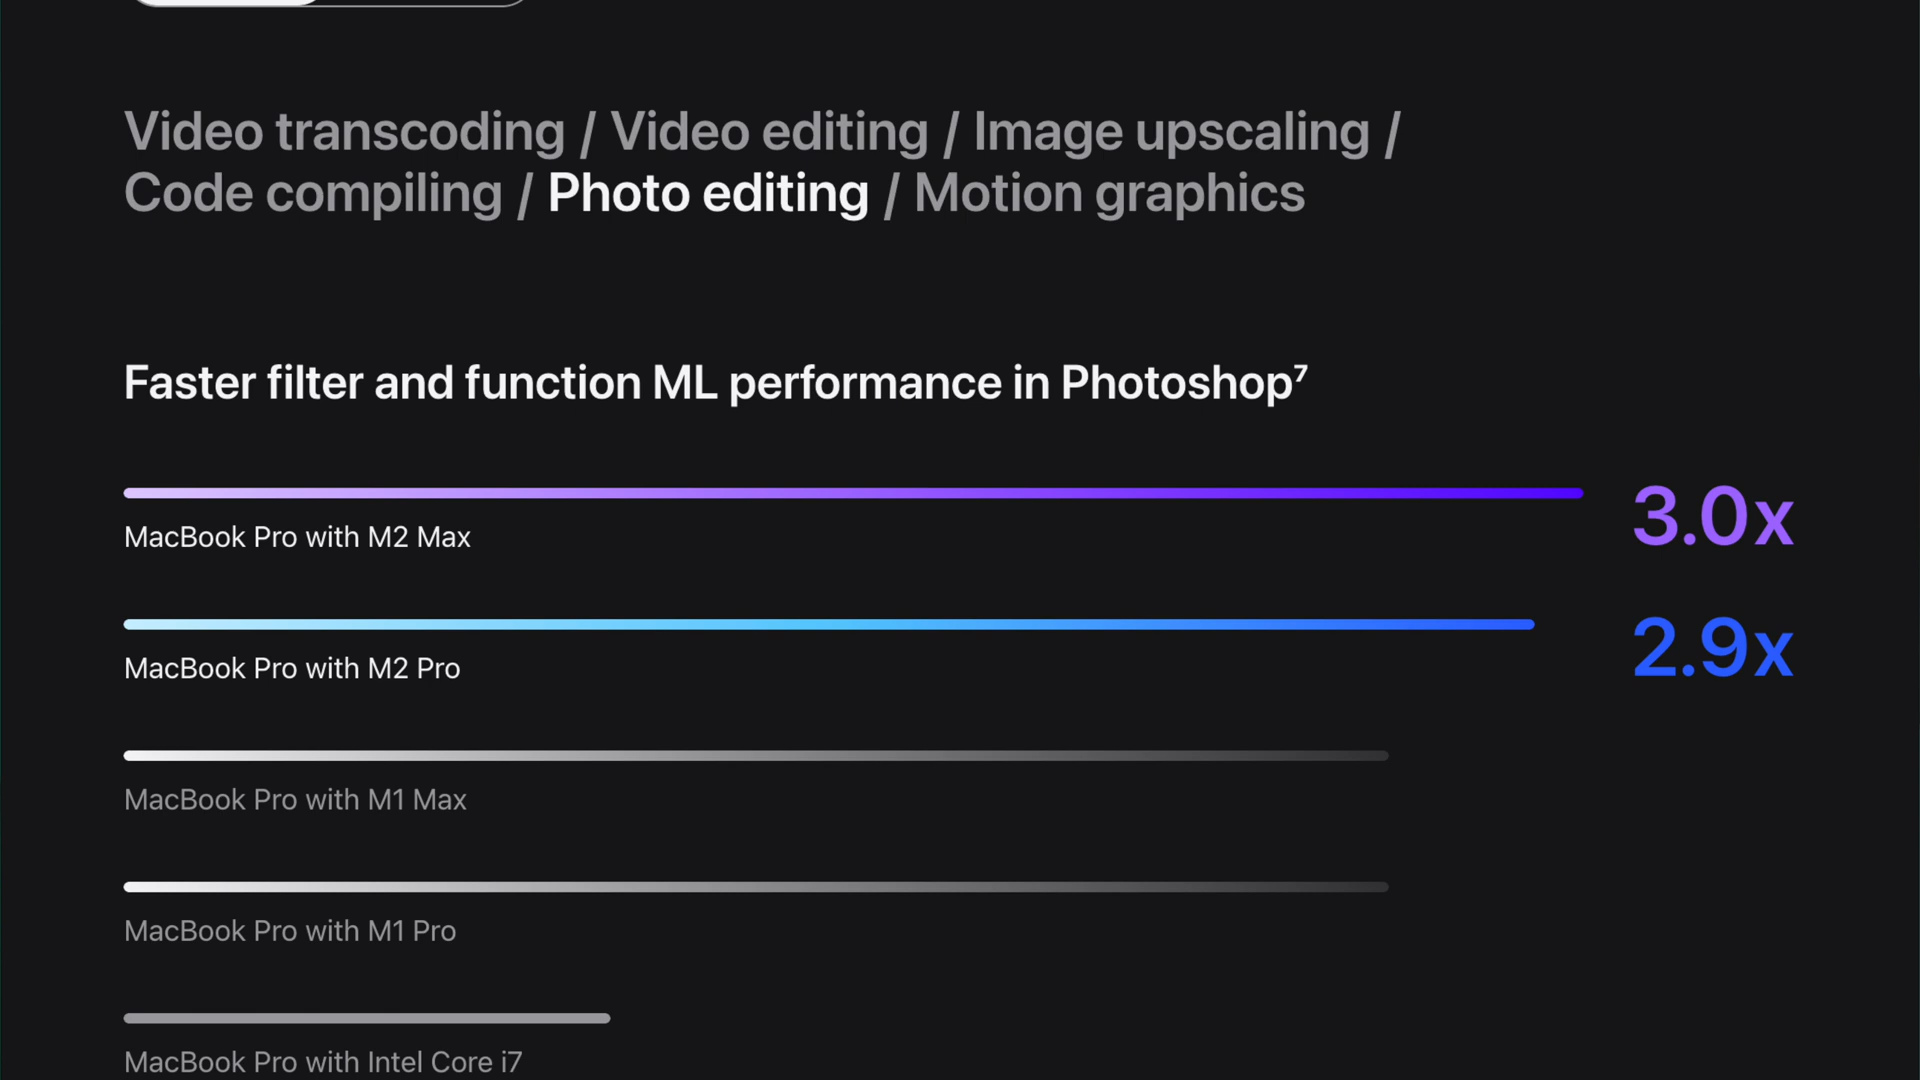 Video transcoding / Video editing / Image upscaling /
Code compiling / Photo editing / Motion graphics
Faster filter and function ML performance in Photoshop⁷
3.0x
MacBook Pro with M2 Max
2.9x
MacBook Pro with M2 Pro
MacBook Pro with M1 Max
MacBook Pro with M1 Pro
MacBook Pro with Intel Core i7